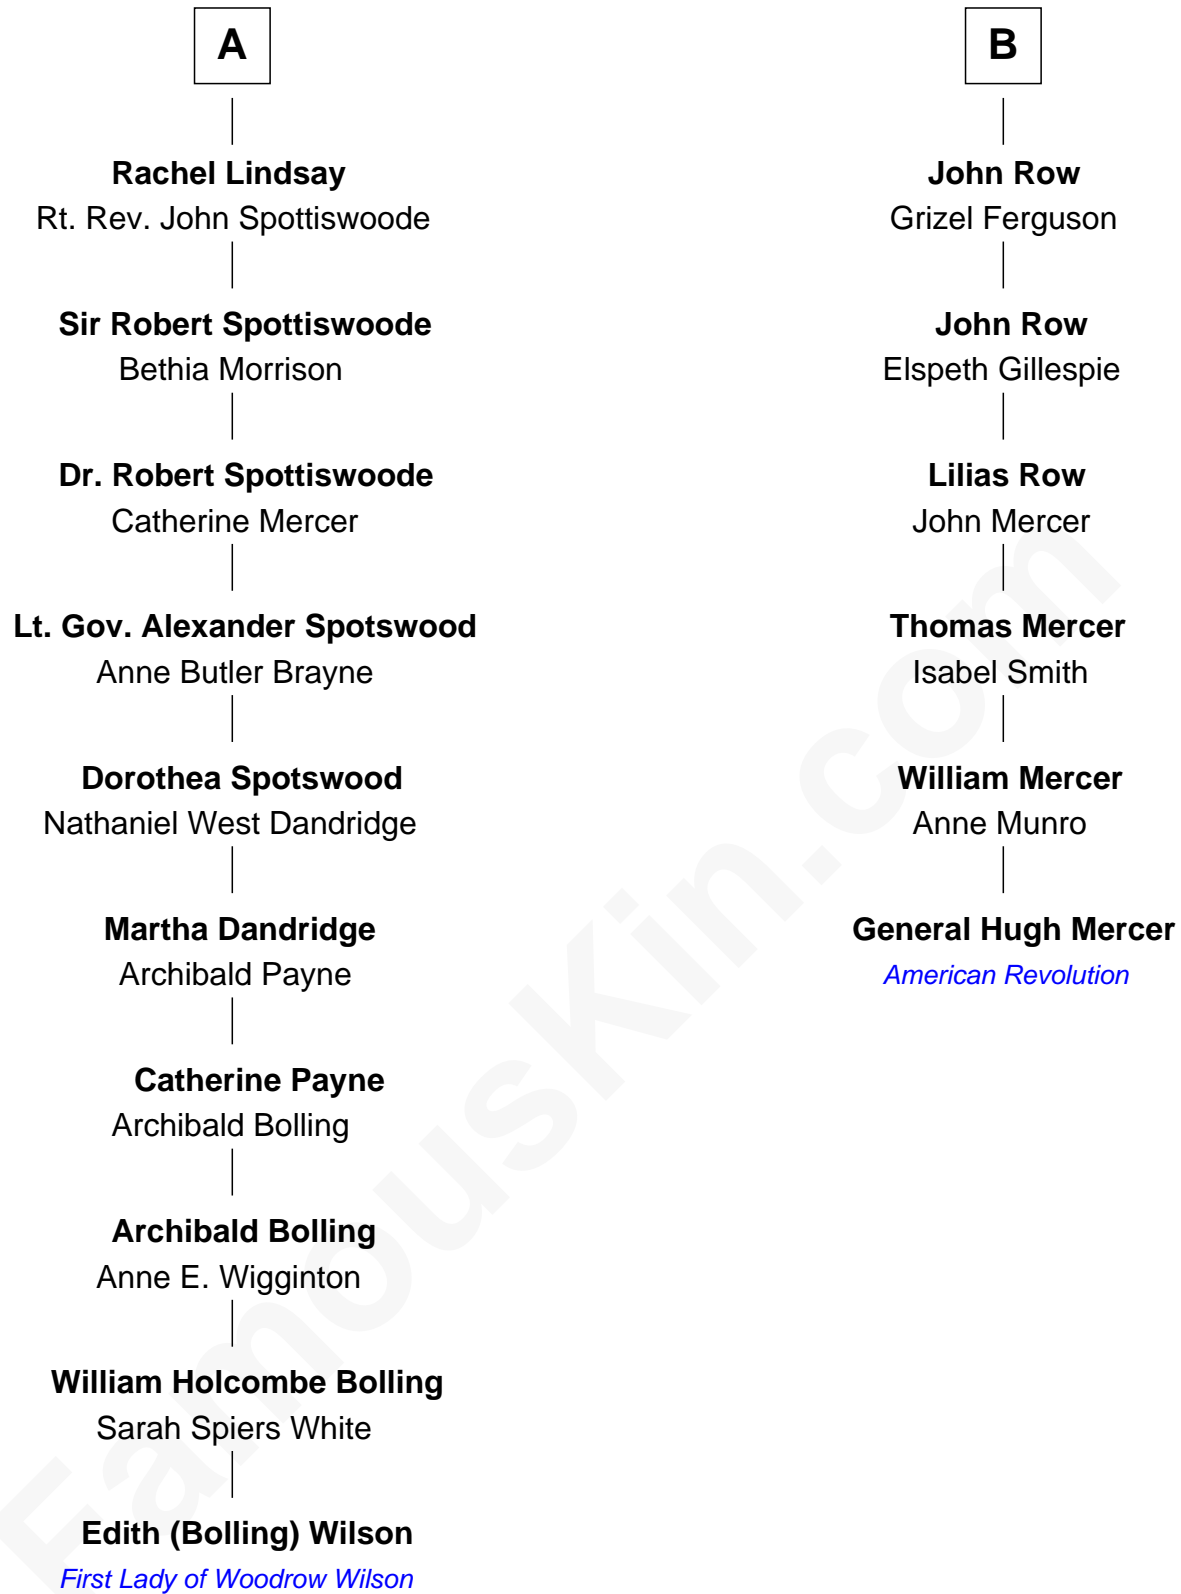 A
Rachel Lindsay
Rt. Rev. John Spottiswoode
Sir Robert Spottiswoode
Bethia Morrison
Dr. Robert Spottiswoode
Catherine Mercer
Lt. Gov. Alexander Spotswood
Anne Butler Brayne
Dorothea Spotswood
Nathaniel West Dandridge
Martha Dandridge
Archibald Payne
Catherine Payne
Archibald Bolling
Archibald Bolling
Anne E. Wigginton
William Holcombe Bolling
Sarah Spiers White
Edith (Bolling) Wilson
First Lady of Woodrow Wilson
B
John Row
Grizel Ferguson
John Row
Elspeth Gillespie
Lilias Row
John Mercer
Thomas Mercer
Isabel Smith
William Mercer
Anne Munro
General Hugh Mercer
American Revolution
FamousKin.com